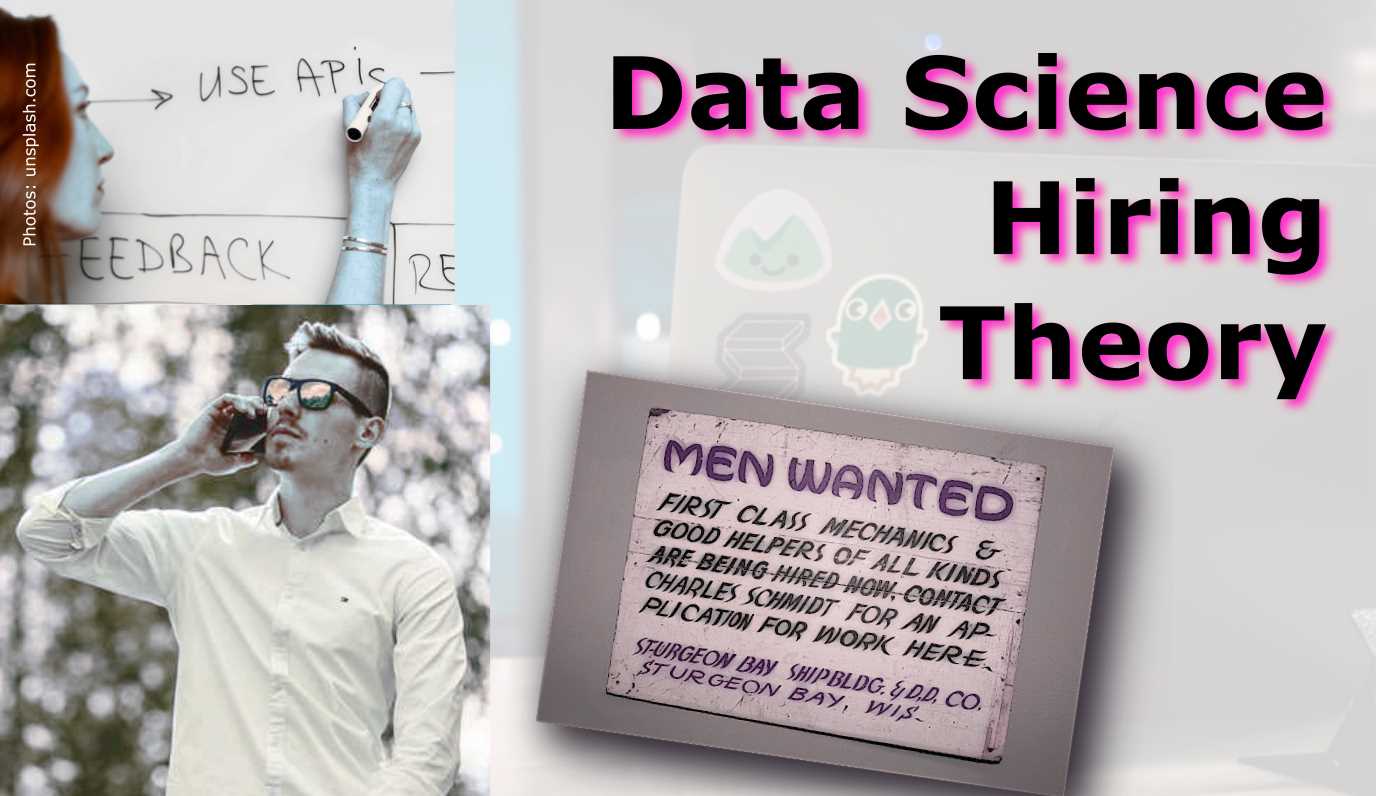 Photos: unsplash.com
USE APIs
FEEDBACK
RE
Data Science
Hiring
Theory
MEN WANTED
FIRST CLASS MECHANICS &
GOOD HELPERS OF ALL KINDS
ARE BEING HIRED NOW, CONTACT
CHARLES SCHMIDT FOR AN AP-
PLICATION FOR WORK HERE.
STURGEON BAY SHIPBLDG. & D.D. CO.
STURGEON BAY, WIS.